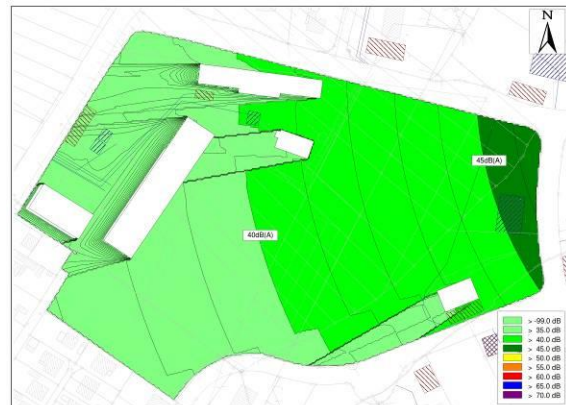 N
45dB(A)
40dB(A)
> -99.0 dB
> 35.0 dB
> 40.0 dB
> 45.0 dB
> 50.0 dB
> 55.0 dB
> 60.0 dB
> 65.0 dB
> 70.0 dB